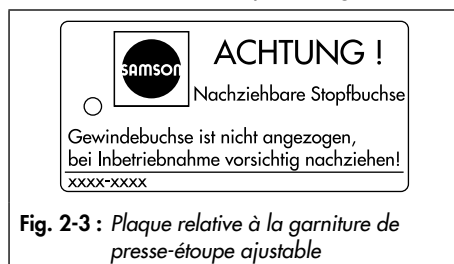 SAMSON
ACHTUNG !
Nachziehbare Stopfbuchse
Gewindebuchse ist nicht angezogen,
bei Inbetriebnahme vorsichtig nachziehen!
xxxx-xxxx
Fig. 2-3 : Plaque relative à la garniture de
presse-étoupe ajustable